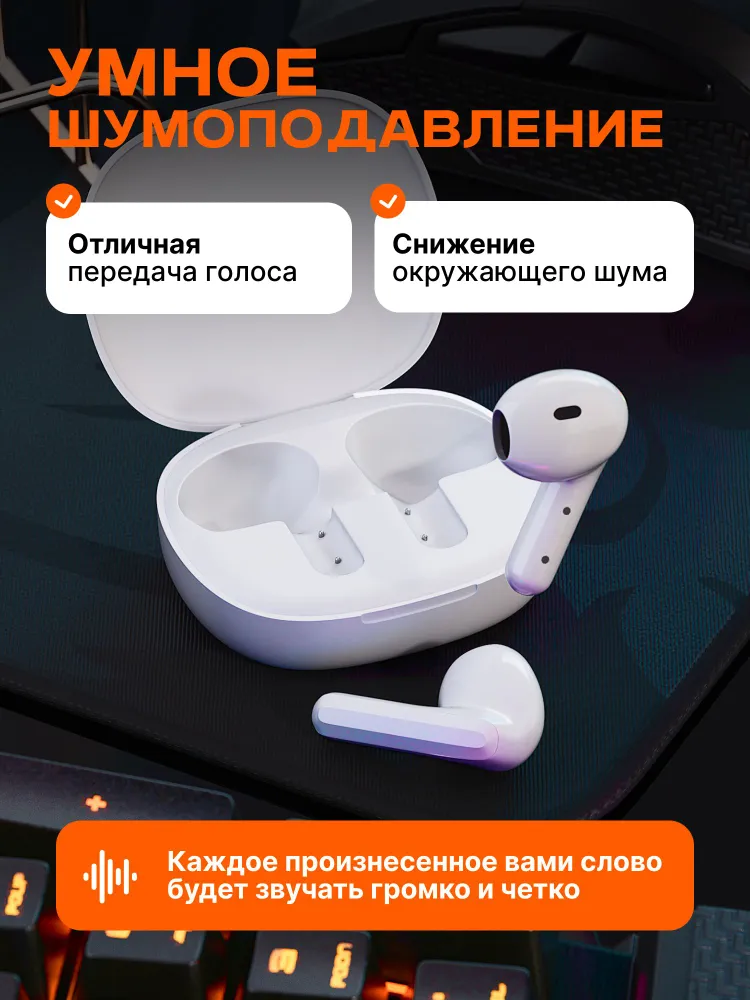 УМНОЕ
ШУМОПОДАВЛЕНИЕ
Отличная
передача голоса
Снижение
окружающего шума
Каждое произнесенное вами слово
будет звучать громко и четко